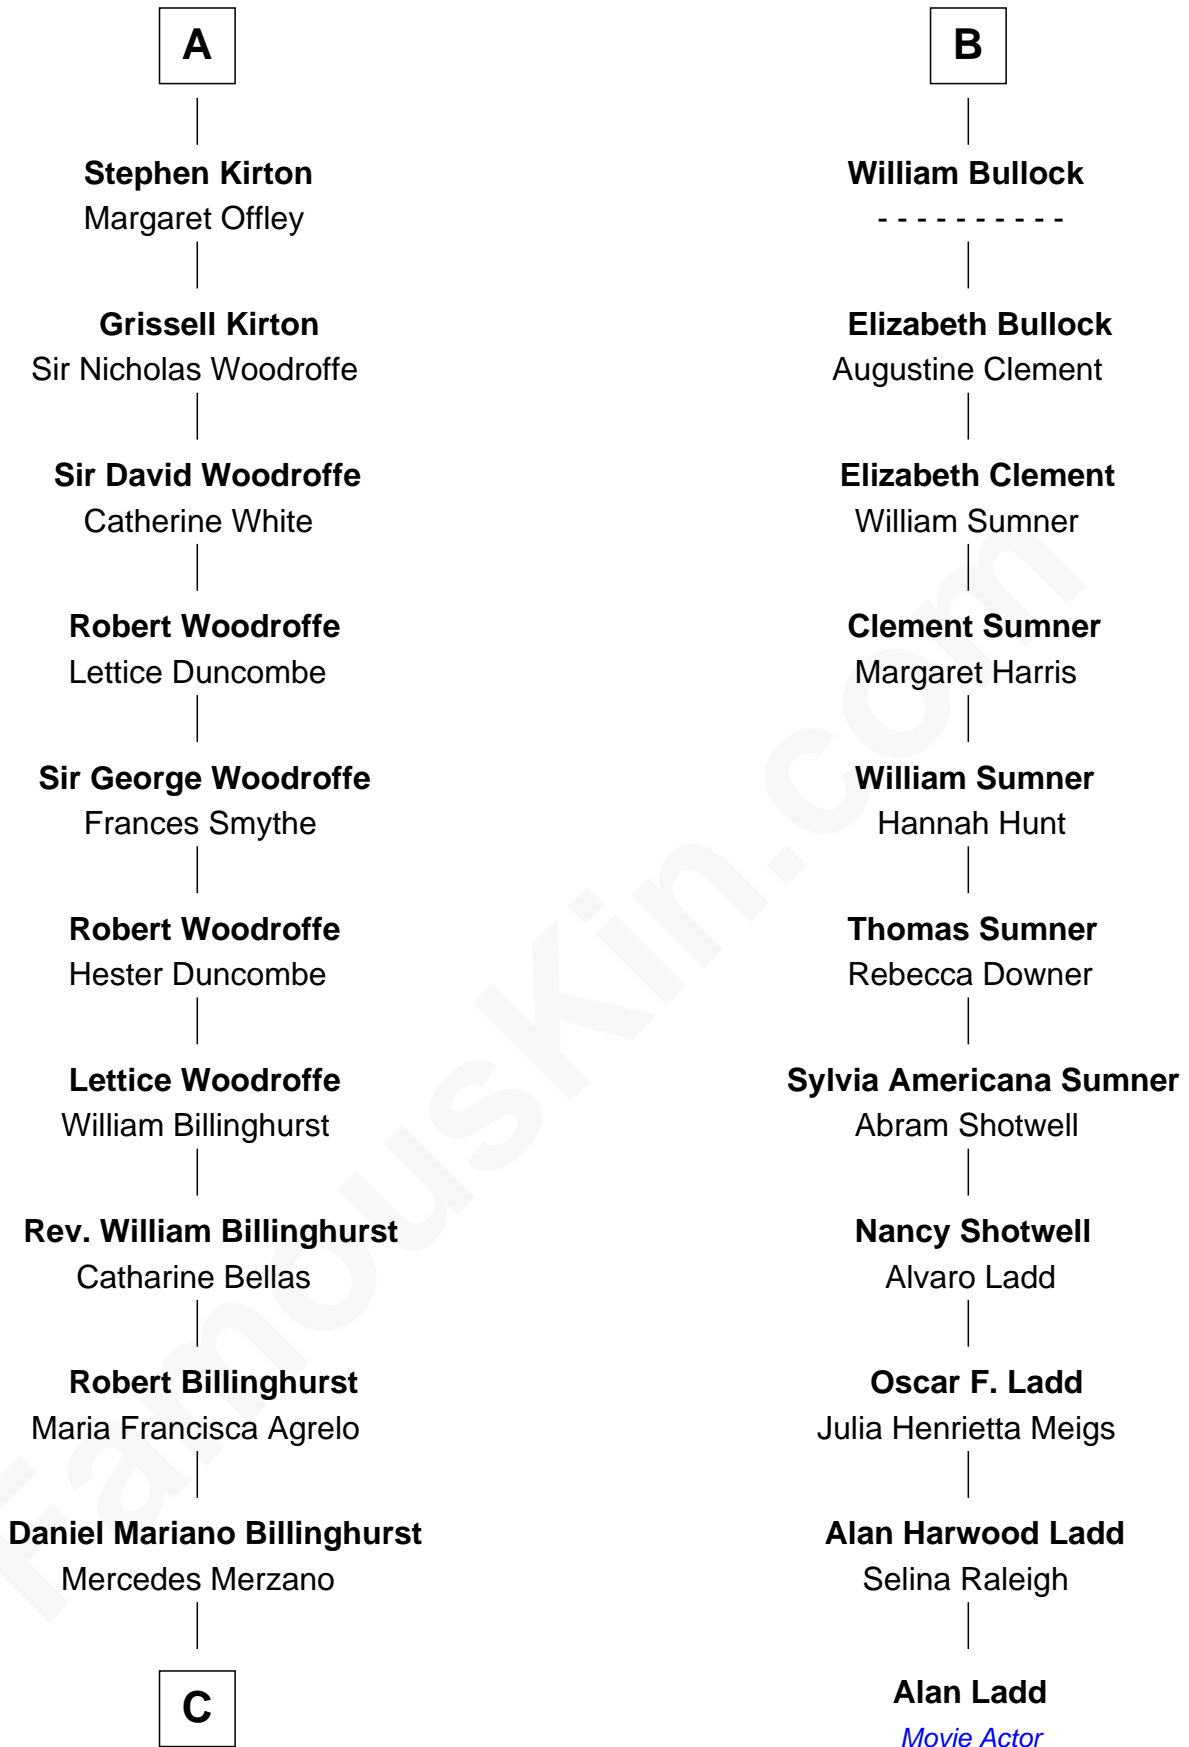 A
Stephen Kirton
Margaret Offley
Grissell Kirton
Sir Nicholas Woodroffe
Sir David Woodroffe
Catherine White
Robert Woodroffe
Lettice Duncombe
Sir George Woodroffe
Frances Smythe
Robert Woodroffe
Hester Duncombe
Lettice Woodroffe
William Billinghurst
Rev. William Billinghurst
Catharine Bellas
Robert Billinghurst
Maria Francisca Agrelo
Daniel Mariano Billinghurst
Mercedes Merzano
C
B
William Bullock
- - - - - - - - - -
Elizabeth Bullock
Augustine Clement
Elizabeth Clement
William Sumner
Clement Sumner
Margaret Harris
William Sumner
Hannah Hunt
Thomas Sumner
Rebecca Downer
Sylvia Americana Sumner
Abram Shotwell
Nancy Shotwell
Alvaro Ladd
Oscar F. Ladd
Julia Henrietta Meigs
Alan Harwood Ladd
Selina Raleigh
Alan Ladd
Movie Actor
FamousKin.com